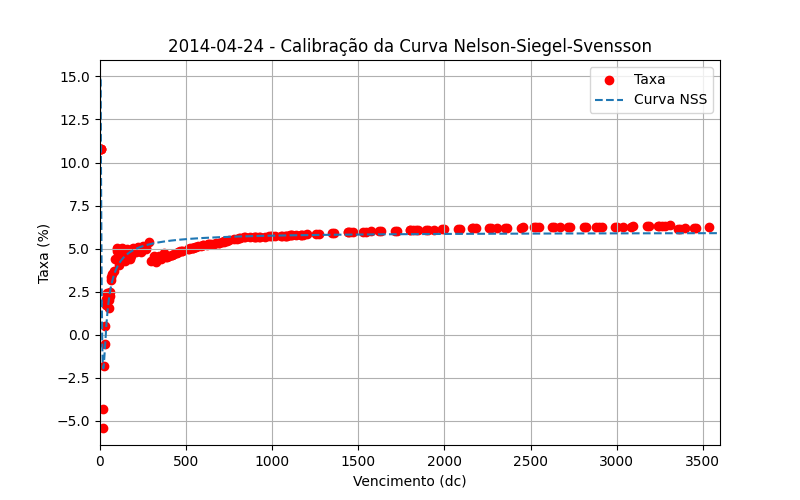 2014-04-24 - Calibração da Curva Nelson-Siegel-Svensson
Taxa
Curva NSS
Taxa (%)
15.0
12.5
10.0
7.5
5.0
2.5
0.0
−2.5
−5.0
0 500 1000 1500 2000 2500 3000 3500
Vencimento (dc)